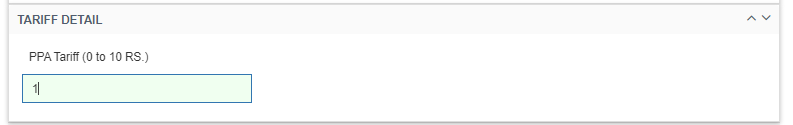 TARIFF DETAIL
PPA Tariff (0 to 10 RS.)
1